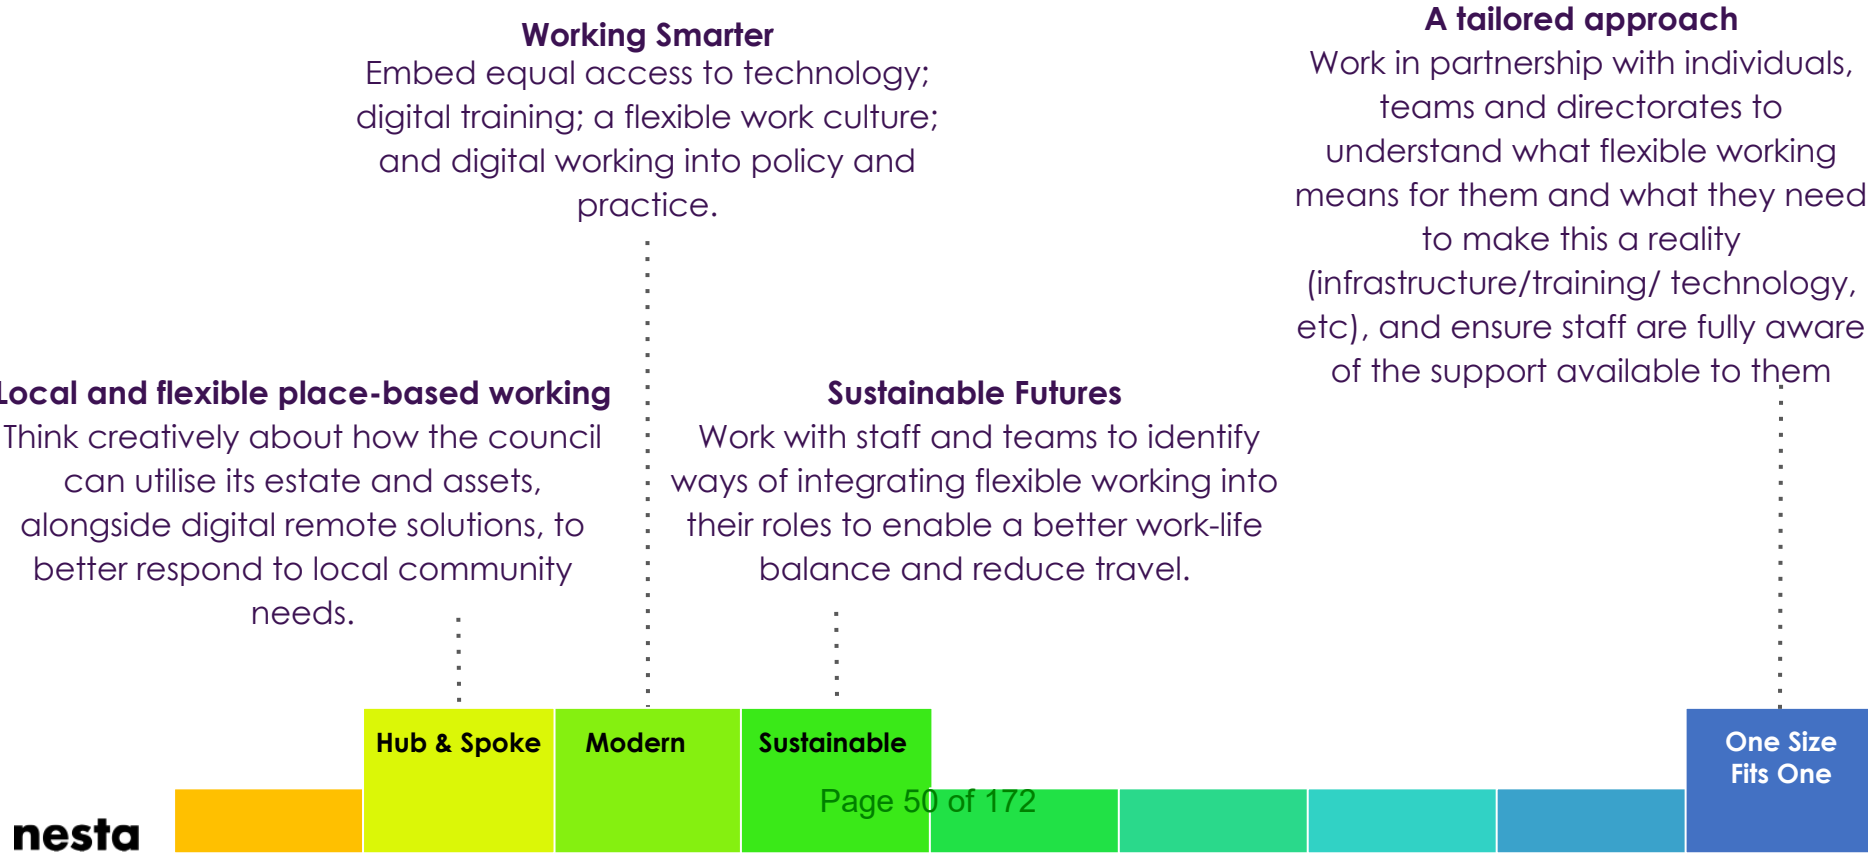 Working Smarter
Embed equal access to technology;
digital training; a flexible work culture;
and digital working into policy and
practice.
A tailored approach
Work in partnership with individuals,
teams and directorates to
understand what flexible working
means for them and what they need
to make this a reality
(infrastructure/training/ technology,
etc), and ensure staff are fully aware
of the support available to them
Local and flexible place-based working
Think creatively about how the council
can utilise its estate and assets,
alongside digital remote solutions, to
better respond to local community
needs.
Sustainable Futures
Work with staff and teams to identify
ways of integrating flexible working into
their roles to enable a better work-life
balance and reduce travel.
Hub & Spoke
Modern
Sustainable
One Size
Fits One
Page 50 of 172
nesta